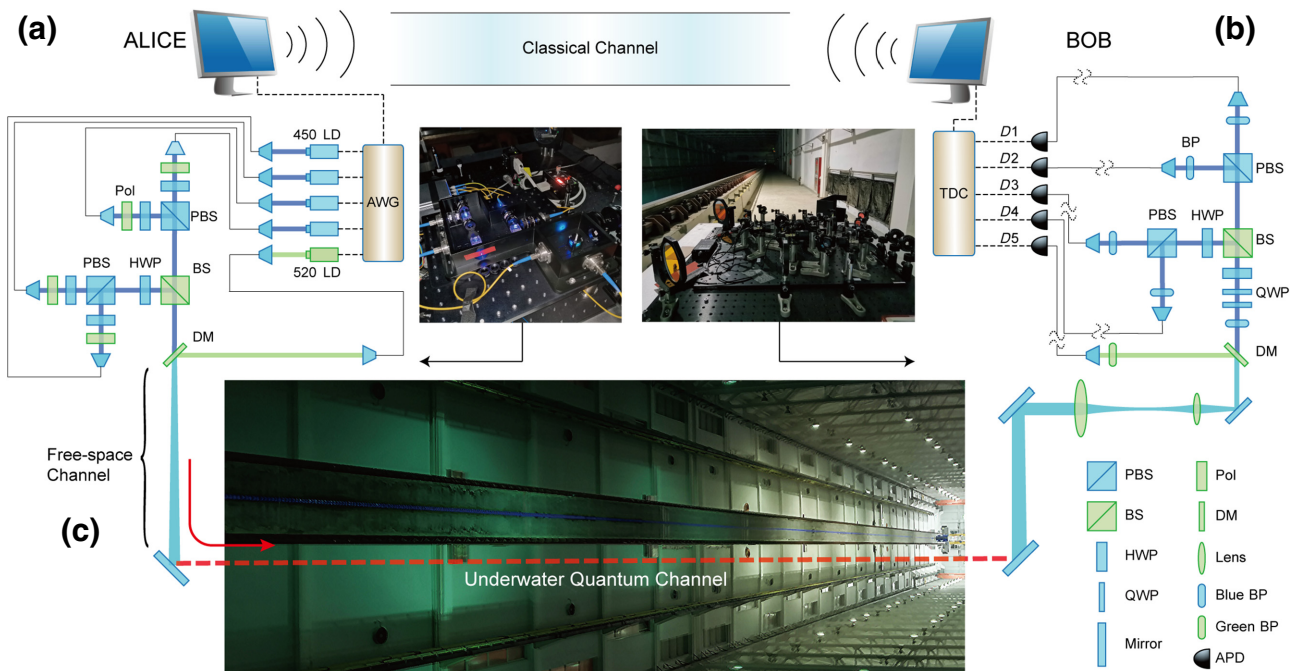 (a)
ALICE
Classical Channel
BOB
(b)
450 LD
AWG
520 LD
Pol
PBS
PBS
HWP
BS
DM
TDC
D1
D2
D3
D4
D5
BP
PBS
PBS
HWP
BS
QWP
DM
Free-space
Channel
(c)
Underwater Quantum Channel
PBS
Pol
BS
DM
HWP
Lens
QWP
Blue BP
Green BP
Mirror
APD